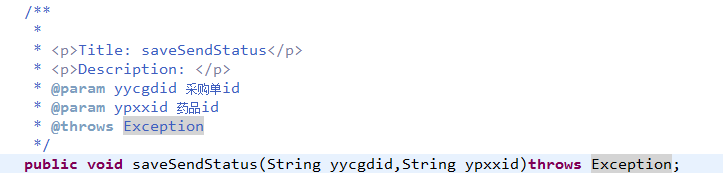 /**
*
* <p>Title: saveSendStatus</p>
* <p>Description: </p>
* @param yycgdid 采购单id
* @param ypxxid 药品id
* @throws Exception
*/
public void saveSendStatus(String yycgdid,String ypxxid)throws Exception;